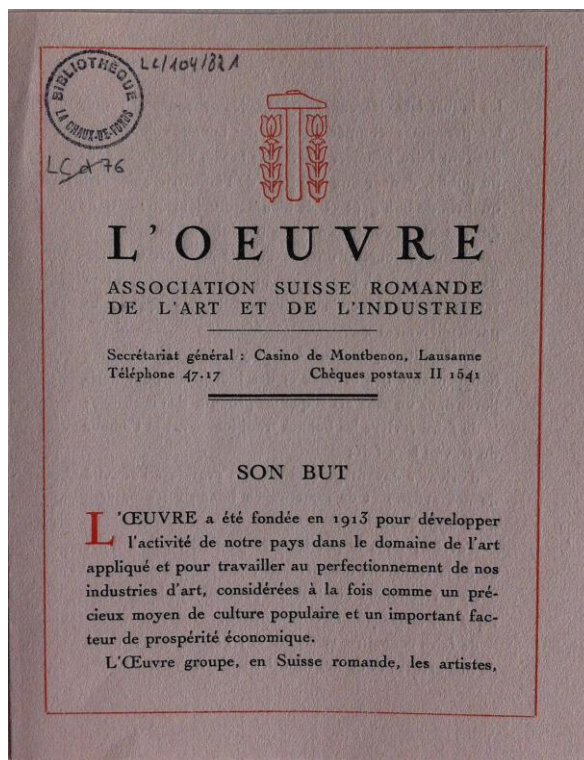 LC/104/321
BIBLIOTHEQUE
LA CHAUX-DE-FONDS
L'OEUVRE
ASSOCIATION SUISSE ROMANDE
DE L'ART ET DE L'INDUSTRIE
Secrétariat général : Casino de Montbenon, Lausanne
Téléphone 47.17 Chèques postaux II 1541
SON BUT
L'ŒUVRE a été fondée en 1913 pour développer
l'activité de notre pays dans le domaine de l'art
appliqué et pour travailler au perfectionnement de nos
industries d'art, considérées à la fois comme un pré-
cieux moyen de culture populaire et un important fac-
teur de prospérité économique.
L'Œuvre groupe, en Suisse romande, les artistes,